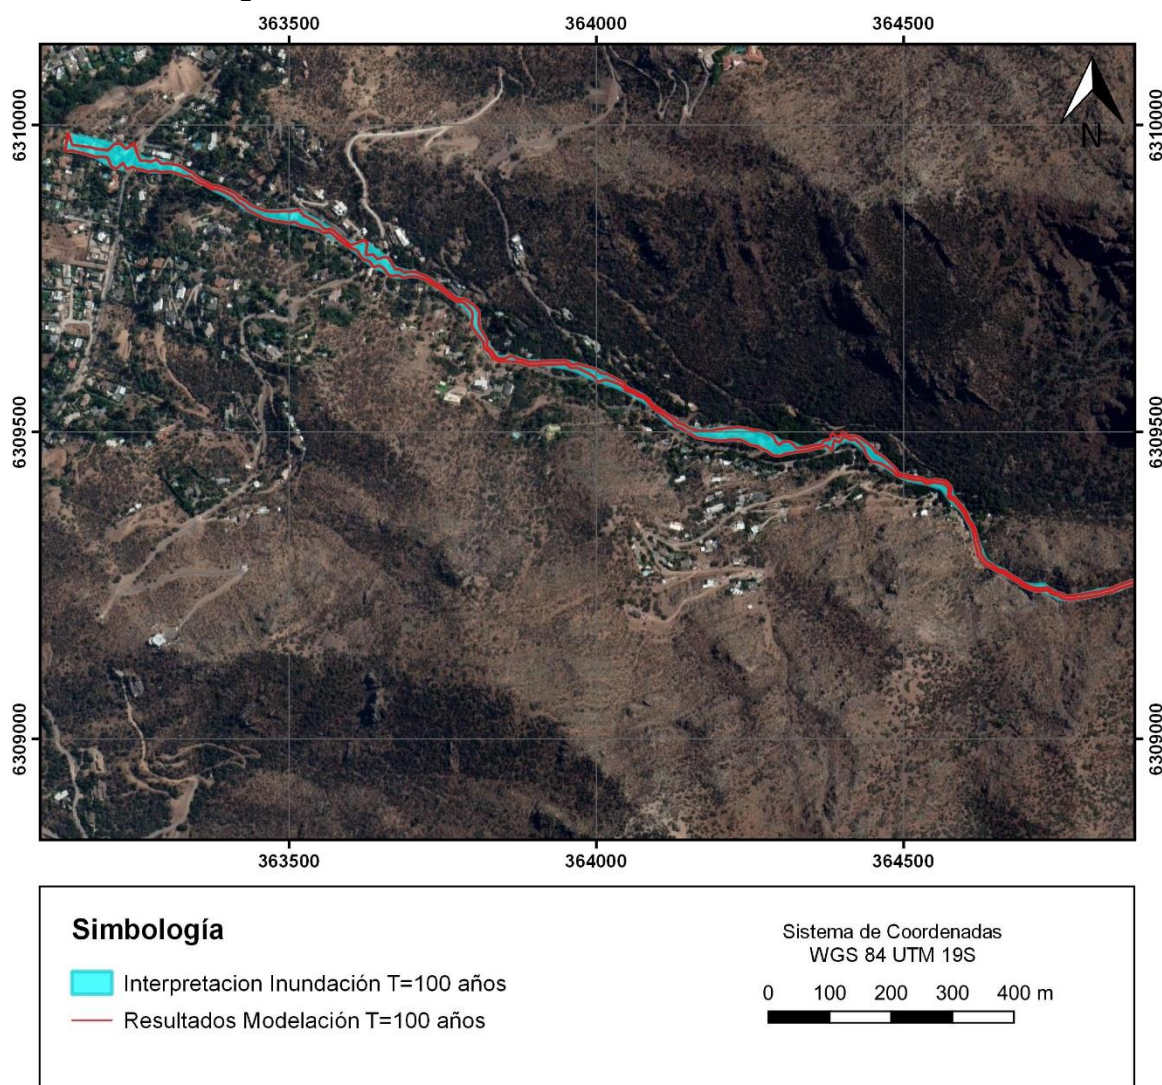 363500 364000 364500
6310000 6310000
N
6309500 6309500
6309000 6309000
363500 364000 364500
Simbología
Interpretacion Inundación T=100 años
Resultados Modelación T=100 años
Sistema de Coordenadas
WGS 84 UTM 19S
0 100 200 300 400 m